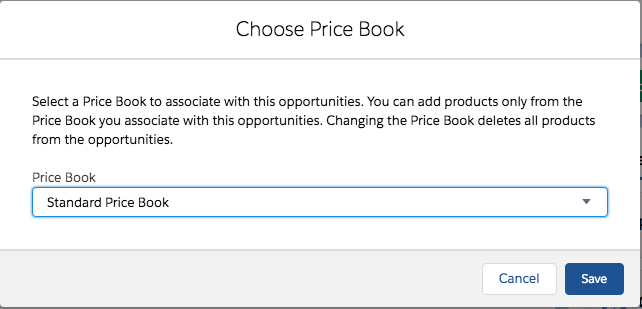 Choose Price Book
Select a Price Book to associate with this opportunities. You can add products only from the
Price Book you associate with this opportunities. Changing the Price Book deletes all products
from the opportunities.
Price Book
Standard Price Book
Cancel
Save